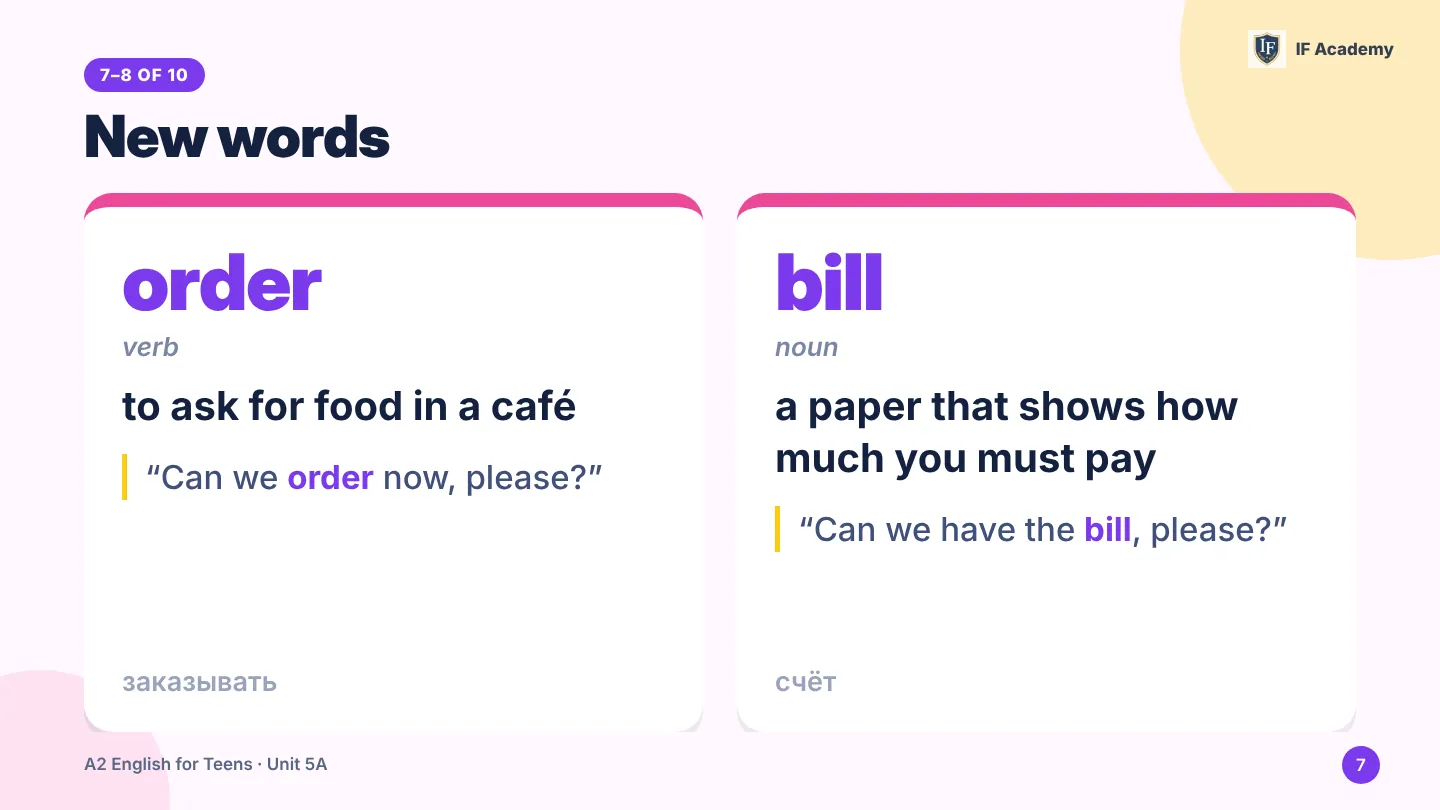 IF
IF Academy
7–8 OF 10
New words
order
verb
to ask for food in a café
“Can we order now, please?”
заказывать
bill
noun
a paper that shows how
much you must pay
“Can we have the bill, please?”
счёт
A2 English for Teens · Unit 5A
7